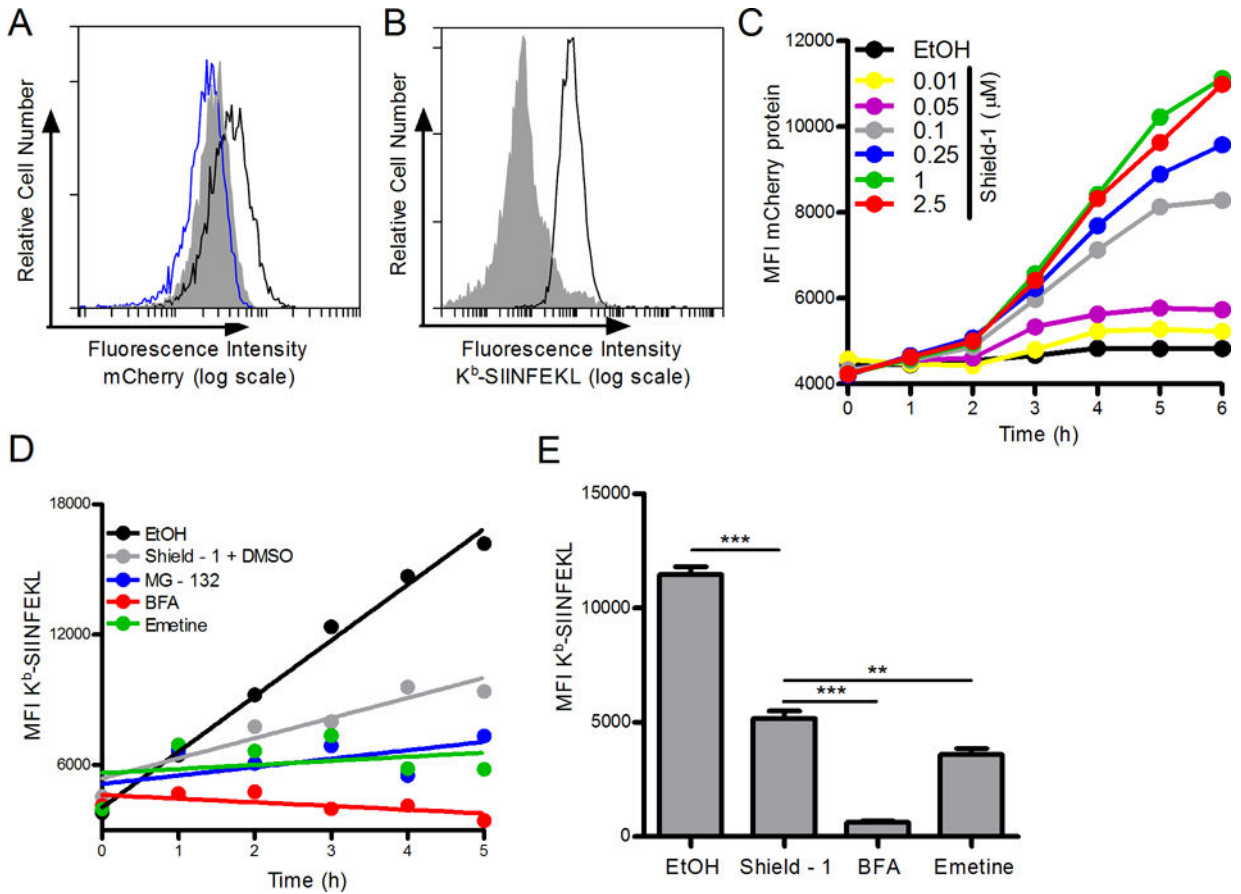 A
Relative Cell Number
Fluorescence Intensity
mCherry (log scale)
B
Relative Cell Number
Fluorescence Intensity
Kᵇ-SIINFEKL (log scale)
C
MFI mCherry protein
12000
10000
8000
6000
4000
EtOH
0.01
0.05
0.1
0.25
1
2.5
Shield-1 (µM)
0 1 2 3 4 5 6
Time (h)
D
MFI Kᵇ-SIINFEKL
18000
12000
6000
EtOH
Shield - 1 + DMSO
MG - 132
BFA
Emetine
0 1 2 3 4 5
Time (h)
E
MFI Kᵇ-SIINFEKL
15000
10000
5000
0
***
**
***
EtOH Shield - 1 BFA Emetine